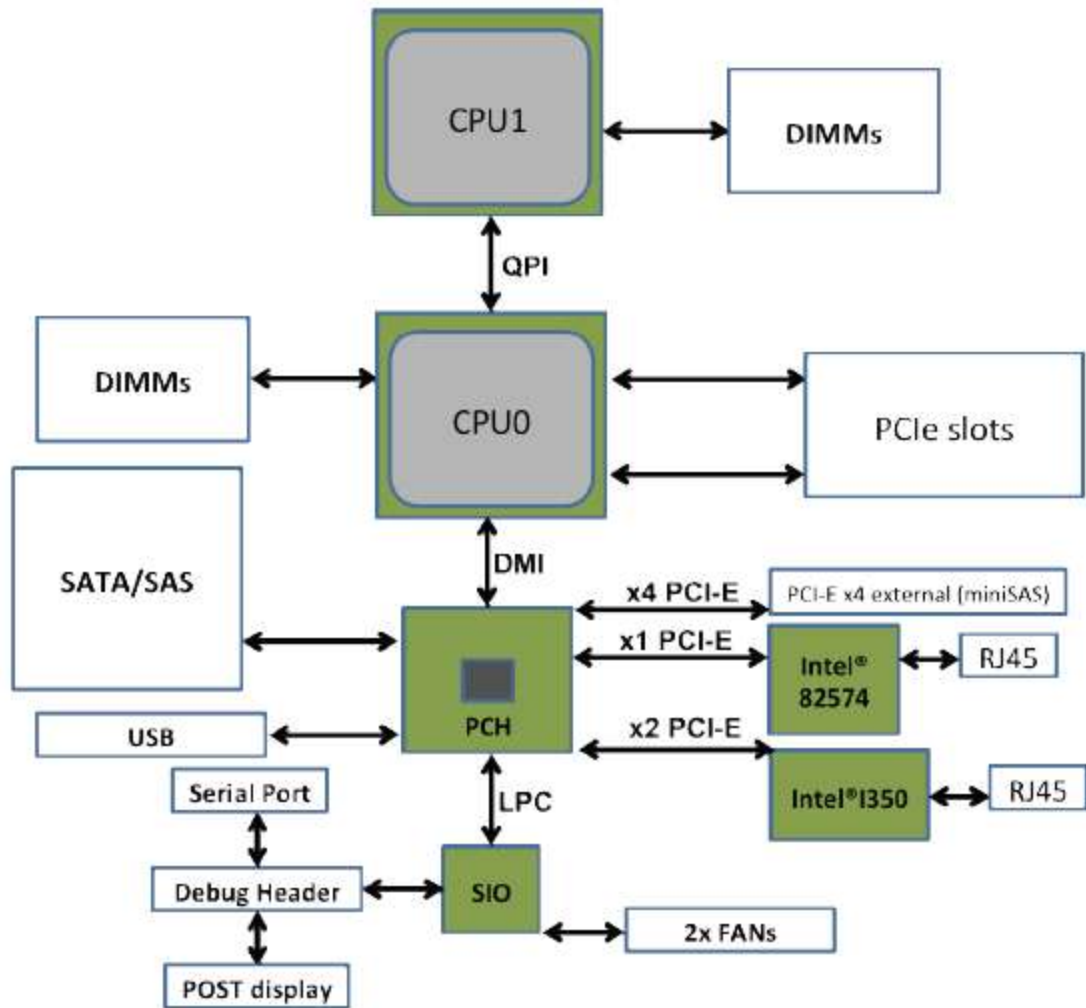 CPU1
DIMMs
QPI
DIMMs
CPU0
PCIe slots
SATA/SAS
DMI
x4 PCI-E
PCI-E x4 external (miniSAS)
x1 PCI-E
Intel®
82574
RJ45
PCH
USB
x2 PCI-E
Intel®I350
RJ45
Serial Port
LPC
Debug Header
SIO
2x FANs
POST display